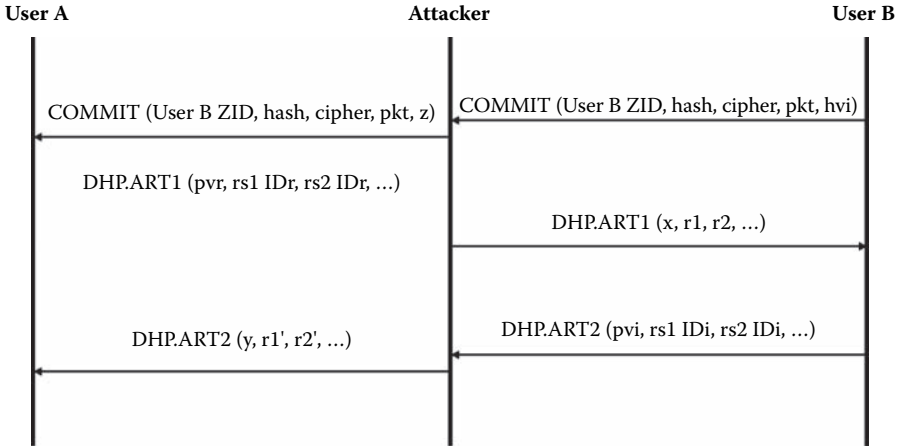 User A
Attacker
User B
COMMIT (User B ZID, hash, cipher, pkt, z)
COMMIT (User B ZID, hash, cipher, pkt, hvi)
DHP.ART1 (pvr, rs1 IDr, rs2 IDr, ...)
DHP.ART1 (x, r1, r2, ...)
DHP.ART2 (y, r1', r2', ...)
DHP.ART2 (pvi, rs1 IDi, rs2 IDi, ...)